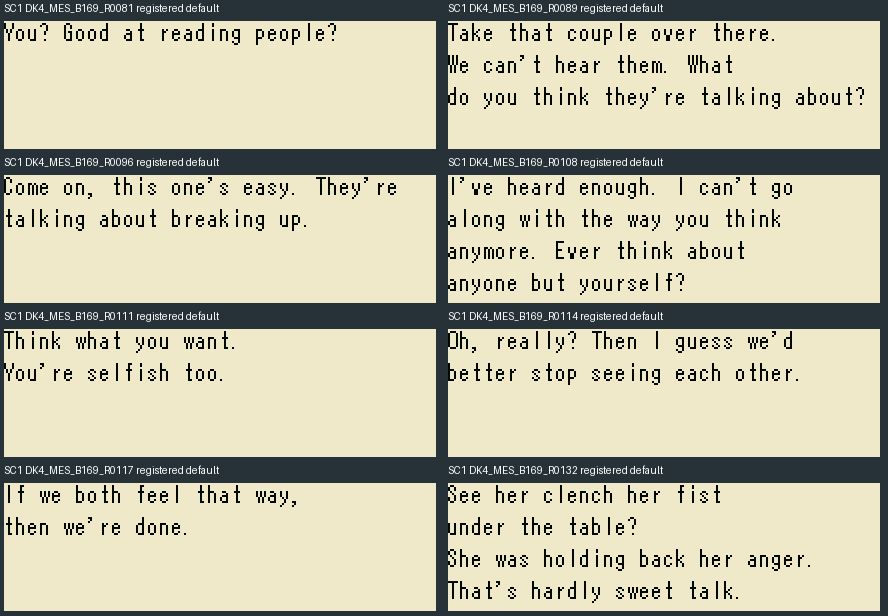 SC1 DK4_MES_B169_R0081 registered default
You? Good at reading people?
SC1 DK4_MES_B169_R0089 registered default
Take that couple over there.
We can't hear them. What
do you think they're talking about?
SC1 DK4_MES_B169_R0096 registered default
Come on, this one's easy. They're
talking about breaking up.
SC1 DK4_MES_B169_R0108 registered default
I've heard enough. I can't go
along with the way you think
anymore. Ever think about
anyone but yourself?
SC1 DK4_MES_B169_R0111 registered default
Think what you want.
You're selfish too.
SC1 DK4_MES_B169_R0114 registered default
Oh, really? Then I guess we'd
better stop seeing each other.
SC1 DK4_MES_B169_R0117 registered default
If we both feel that way,
then we're done.
SC1 DK4_MES_B169_R0132 registered default
See her clench her fist
under the table?
She was holding back her anger.
That's hardly sweet talk.